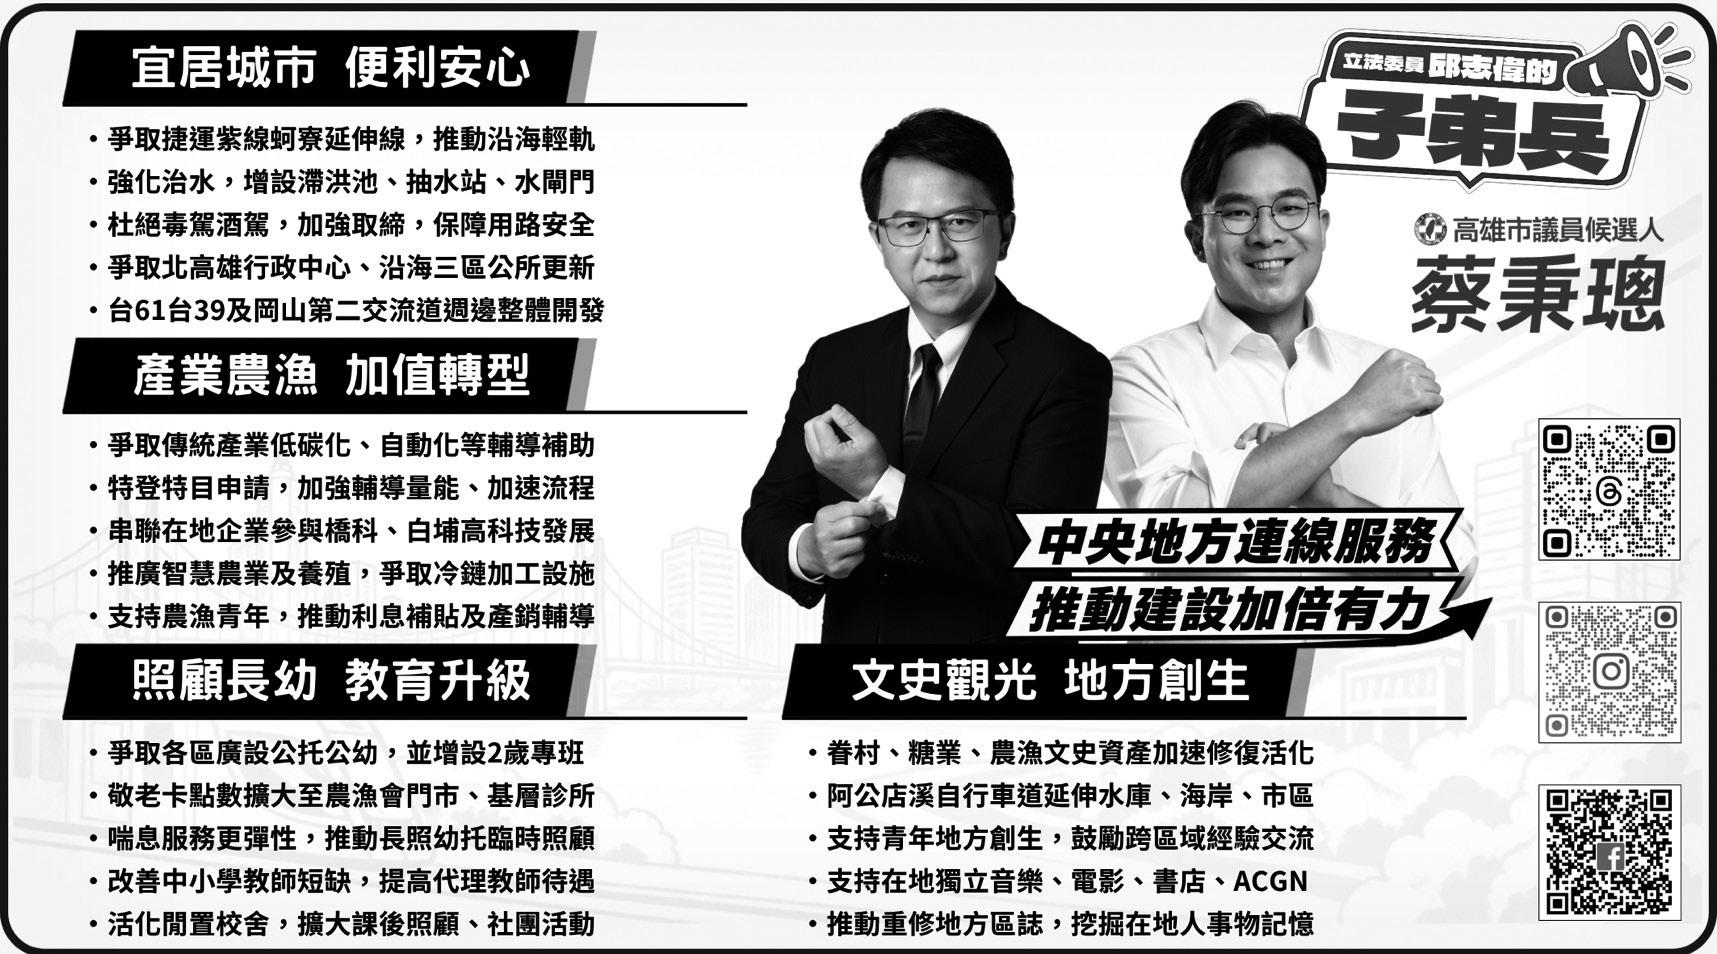 宜居城市 便利安心
・爭取捷運紫線蚵寮延伸線，推動沿海輕軌
・強化治水，增設滯洪池、抽水站、水閘門
・杜絕毒駕酒駕，加強取締，保障用路安全
・爭取北高雄行政中心、沿海三區公所更新
・台61台39及岡山第二交流道週邊整體開發
產業農漁 加值轉型
・爭取傳統產業低碳化、自動化等輔導補助
・特登特目申請，加強輔導量能、加速流程
・串聯在地企業參與橋科、白埔高科技發展
・推廣智慧農業及養殖，爭取冷鏈加工設施
・支持農漁青年，推動利息補貼及產銷輔導
照顧長幼 教育升級
・爭取各區廣設公托公幼，並增設2歲專班
・敬老卡點數擴大至農漁會門市、基層診所
・喘息服務更彈性，推動長照幼托臨時照顧
・改善中小學教師短缺，提高代理教師待遇
・活化閒置校舍，擴大課後照顧、社團活動
立法委員 邱志偉的
子弟兵
高雄市議員候選人
蔡秉璁
中央地方連線服務
推動建設加倍有力
文史觀光 地方創生
・眷村、糖業、農漁文史資產加速修復活化
・阿公店溪自行車道延伸水庫、海岸、市區
・支持青年地方創生，鼓勵跨區域經驗交流
・支持在地獨立音樂、電影、書店、ACGN
・推動重修地方區誌，挖掘在地人事物記憶